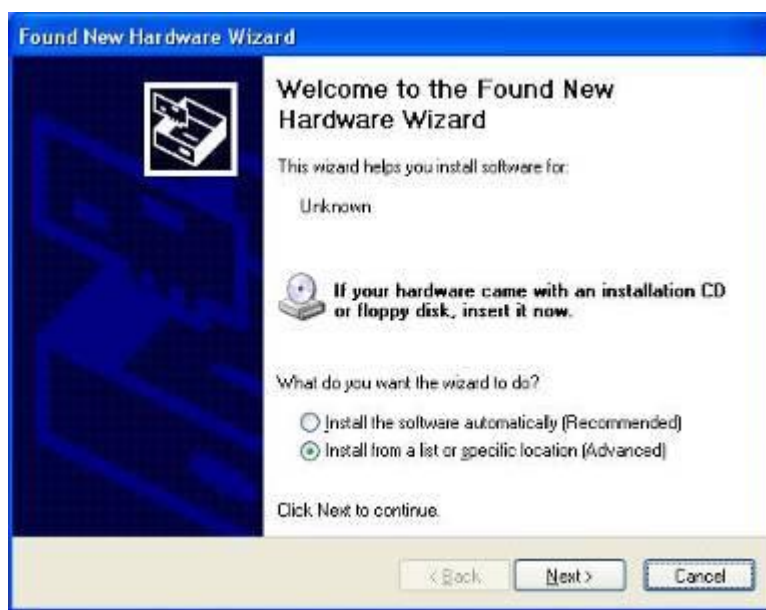 Found New Hardware Wizard
Welcome to the Found New
Hardware Wizard
This wizard helps you install software for:
Unknown
If your hardware came with an installation CD
or floppy disk, insert it now.
What do you want the wizard to do?
Install the software automatically (Recommended)
Install from a list or specific location (Advanced)
Click Next to continue.
< Back Next > Cancel